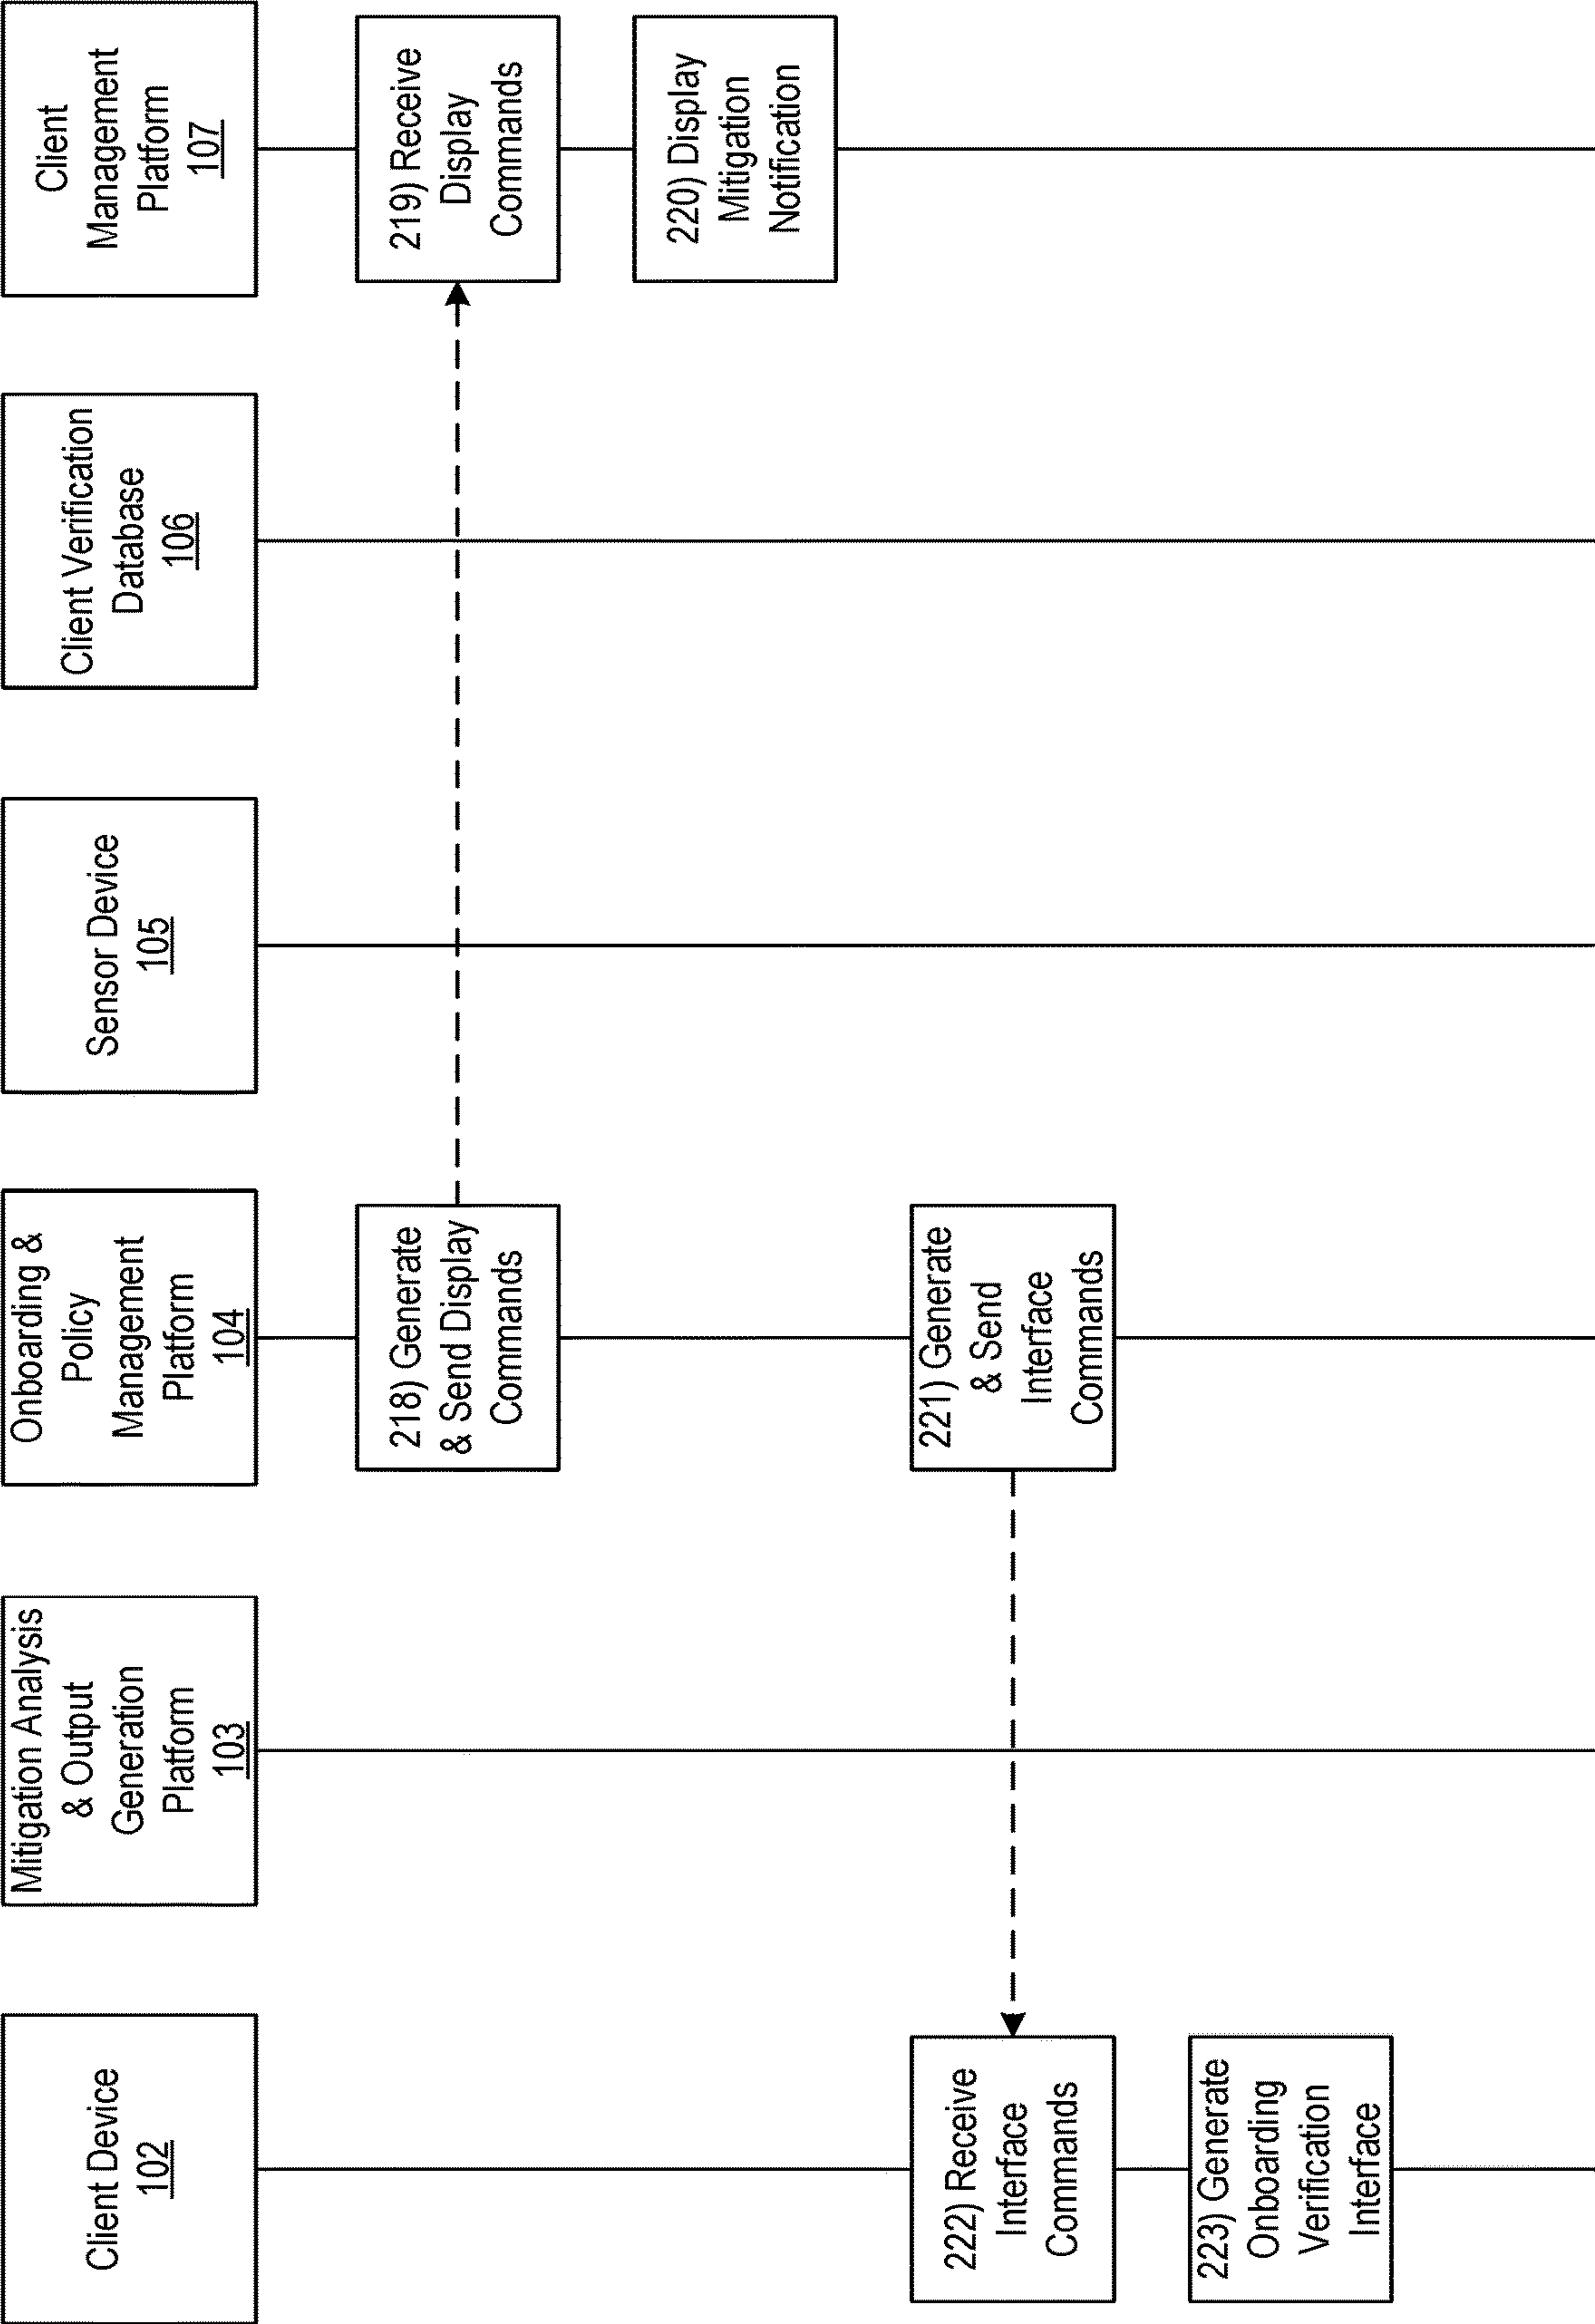 Client Device
102
Mitigation Analysis
& Output
Generation
Platform
103
Onboarding &
Policy
Management
Platform
104
Sensor Device
105
Client Verification
Database
106
Client
Management
Platform
107
218) Generate
& Send Display
Commands
219) Receive
Display
Commands
220) Display
Mitigation
Notification
221) Generate
& Send
Interface
Commands
222) Receive
Interface
Commands
223) Generate
Onboarding
Verification
Interface